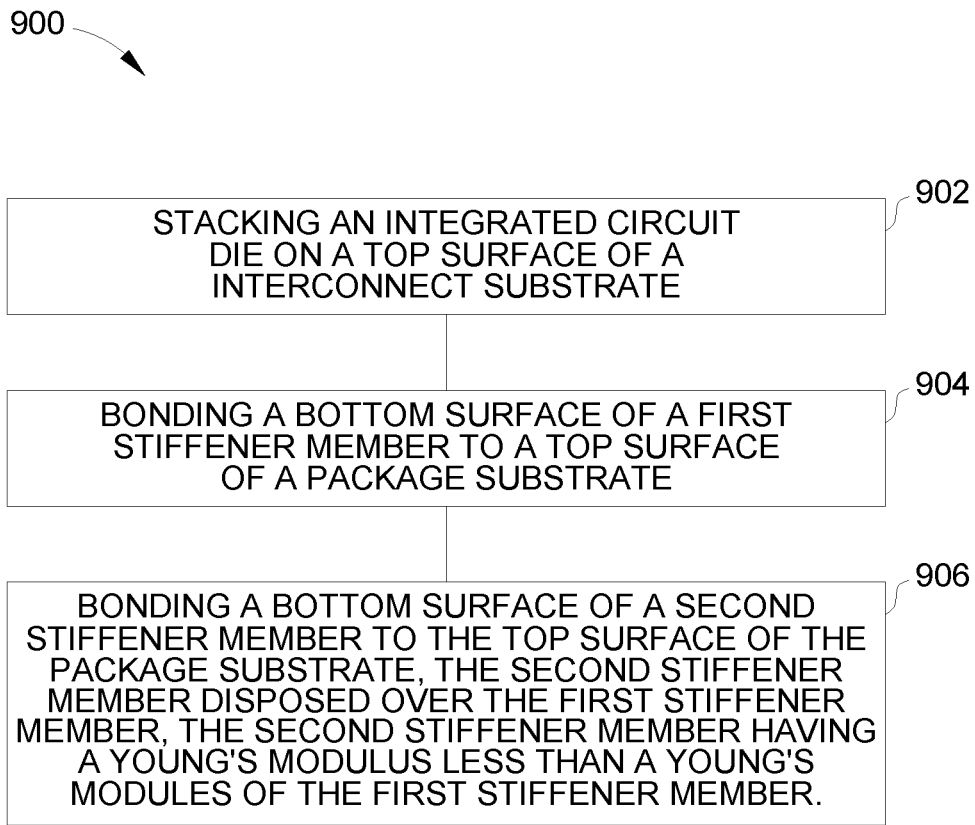 900
902
STACKING AN INTEGRATED CIRCUIT
DIE ON A TOP SURFACE OF A
INTERCONNECT SUBSTRATE
904
BONDING A BOTTOM SURFACE OF A FIRST
STIFFENER MEMBER TO A TOP SURFACE
OF A PACKAGE SUBSTRATE
906
BONDING A BOTTOM SURFACE OF A SECOND
STIFFENER MEMBER TO THE TOP SURFACE OF THE
PACKAGE SUBSTRATE, THE SECOND STIFFENER
MEMBER DISPOSED OVER THE FIRST STIFFENER
MEMBER, THE SECOND STIFFENER MEMBER HAVING
A YOUNG'S MODULUS LESS THAN A YOUNG'S
MODULES OF THE FIRST STIFFENER MEMBER.